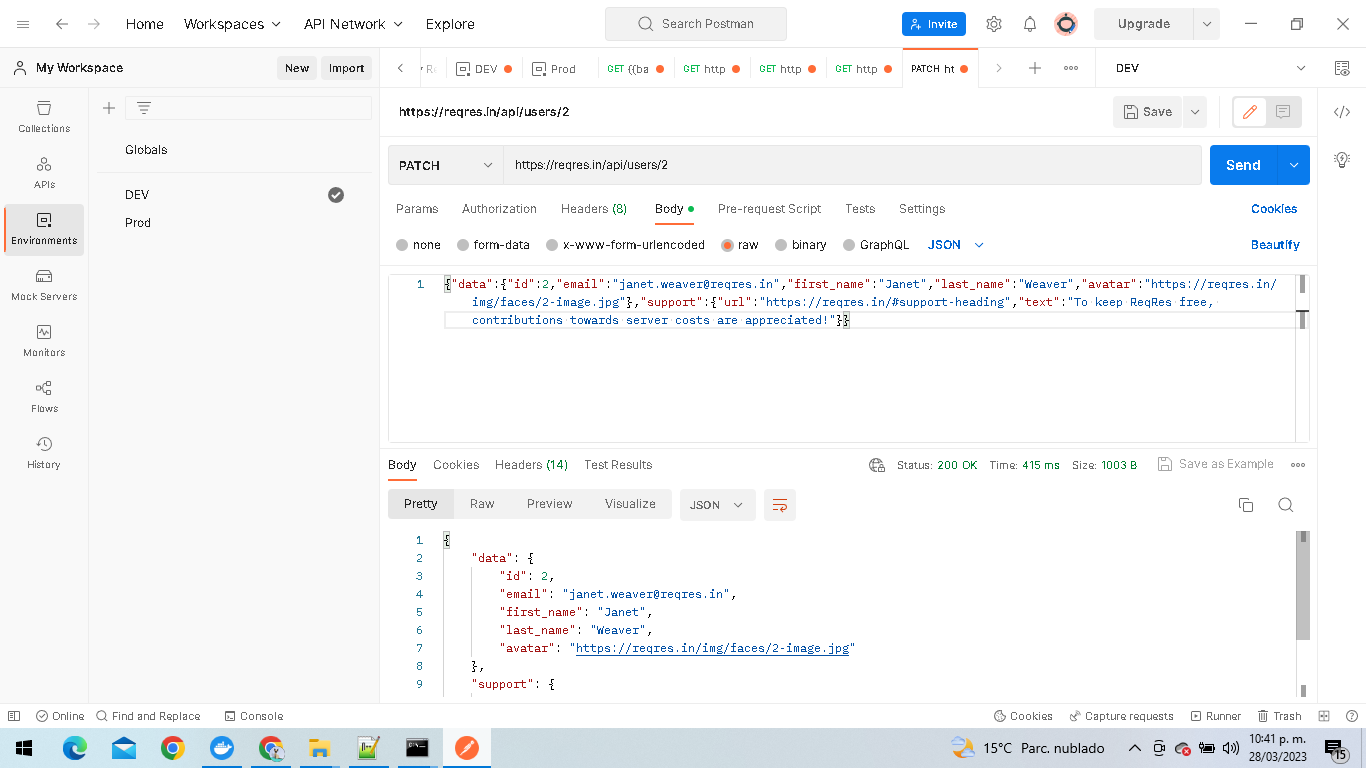 Home
Workspaces
API Network
Explore
Search Postman
Invite
Upgrade
My Workspace
New
Import
DEV
Prod
GET {{ba
GET http
GET http
GET http
PATCH ht
DEV
Collections
APIs
Environments
Mock Servers
Monitors
Flows
History
Globals
DEV
Prod
https://reqres.in/api/users/2
Save
PATCH
https://reqres.in/api/users/2
Send
Params
Authorization
Headers (8)
Body
Pre-request Script
Tests
Settings
Cookies
none
form-data
x-www-form-urlencoded
raw
binary
GraphQL
JSON
Beautify
1
{"data":{"id":2,"email":"janet.weaver@reqres.in","first_name":"Janet","last_name":"Weaver","avatar":"https://reqres.in/
img/faces/2-image.jpg"},"support":{"url":"https://reqres.in/#support-heading","text":"To keep ReqRes free,
contributions towards server costs are appreciated!"}}
Body
Cookies
Headers (14)
Test Results
Status: 200 OK
Time: 415 ms
Size: 1003 B
Save as Example
Pretty
Raw
Preview
Visualize
JSON
1 {
2 "data": {
3 "id": 2,
4 "email": "janet.weaver@reqres.in",
5 "first_name": "Janet",
6 "last_name": "Weaver",
7 "avatar": "https://reqres.in/img/faces/2-image.jpg"
8 },
9 "support": {
Online
Find and Replace
Console
Cookies
Capture requests
Runner
Trash
15°C Parc. nublado
10:41 p. m.
28/03/2023
15